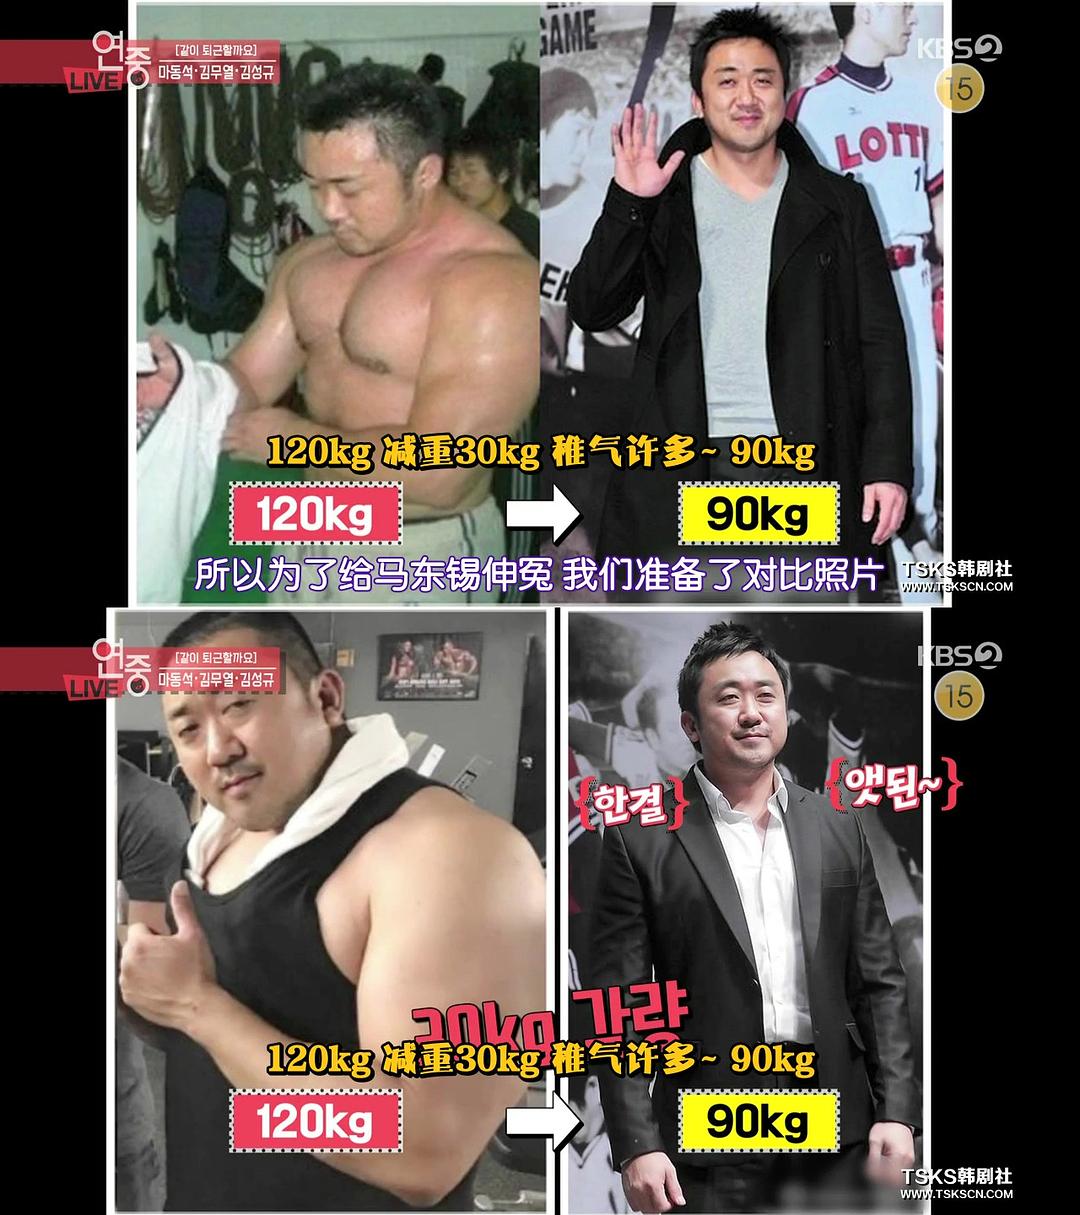 연중
LIVE
[같이 퇴근할까요]
마동석·김무열·김성규
GAME
KBS2
15
LOTT
1
120kg 减重30kg 稚气许多~ 90kg
120kg
90kg
所以为了给马东锡伸冤 我们准备了对比照片
TSKS韩剧社
WWW.TSKSCN.COM
연중
LIVE
[같이 퇴근할까요]
마동석·김무열·김성규
KBS2
15
{한결}
{앳된~}
30kg 가량
120kg 减重30kg 稚气许多~ 90kg
120kg
90kg
TSKS韩剧社
WWW.TSKSCN.COM